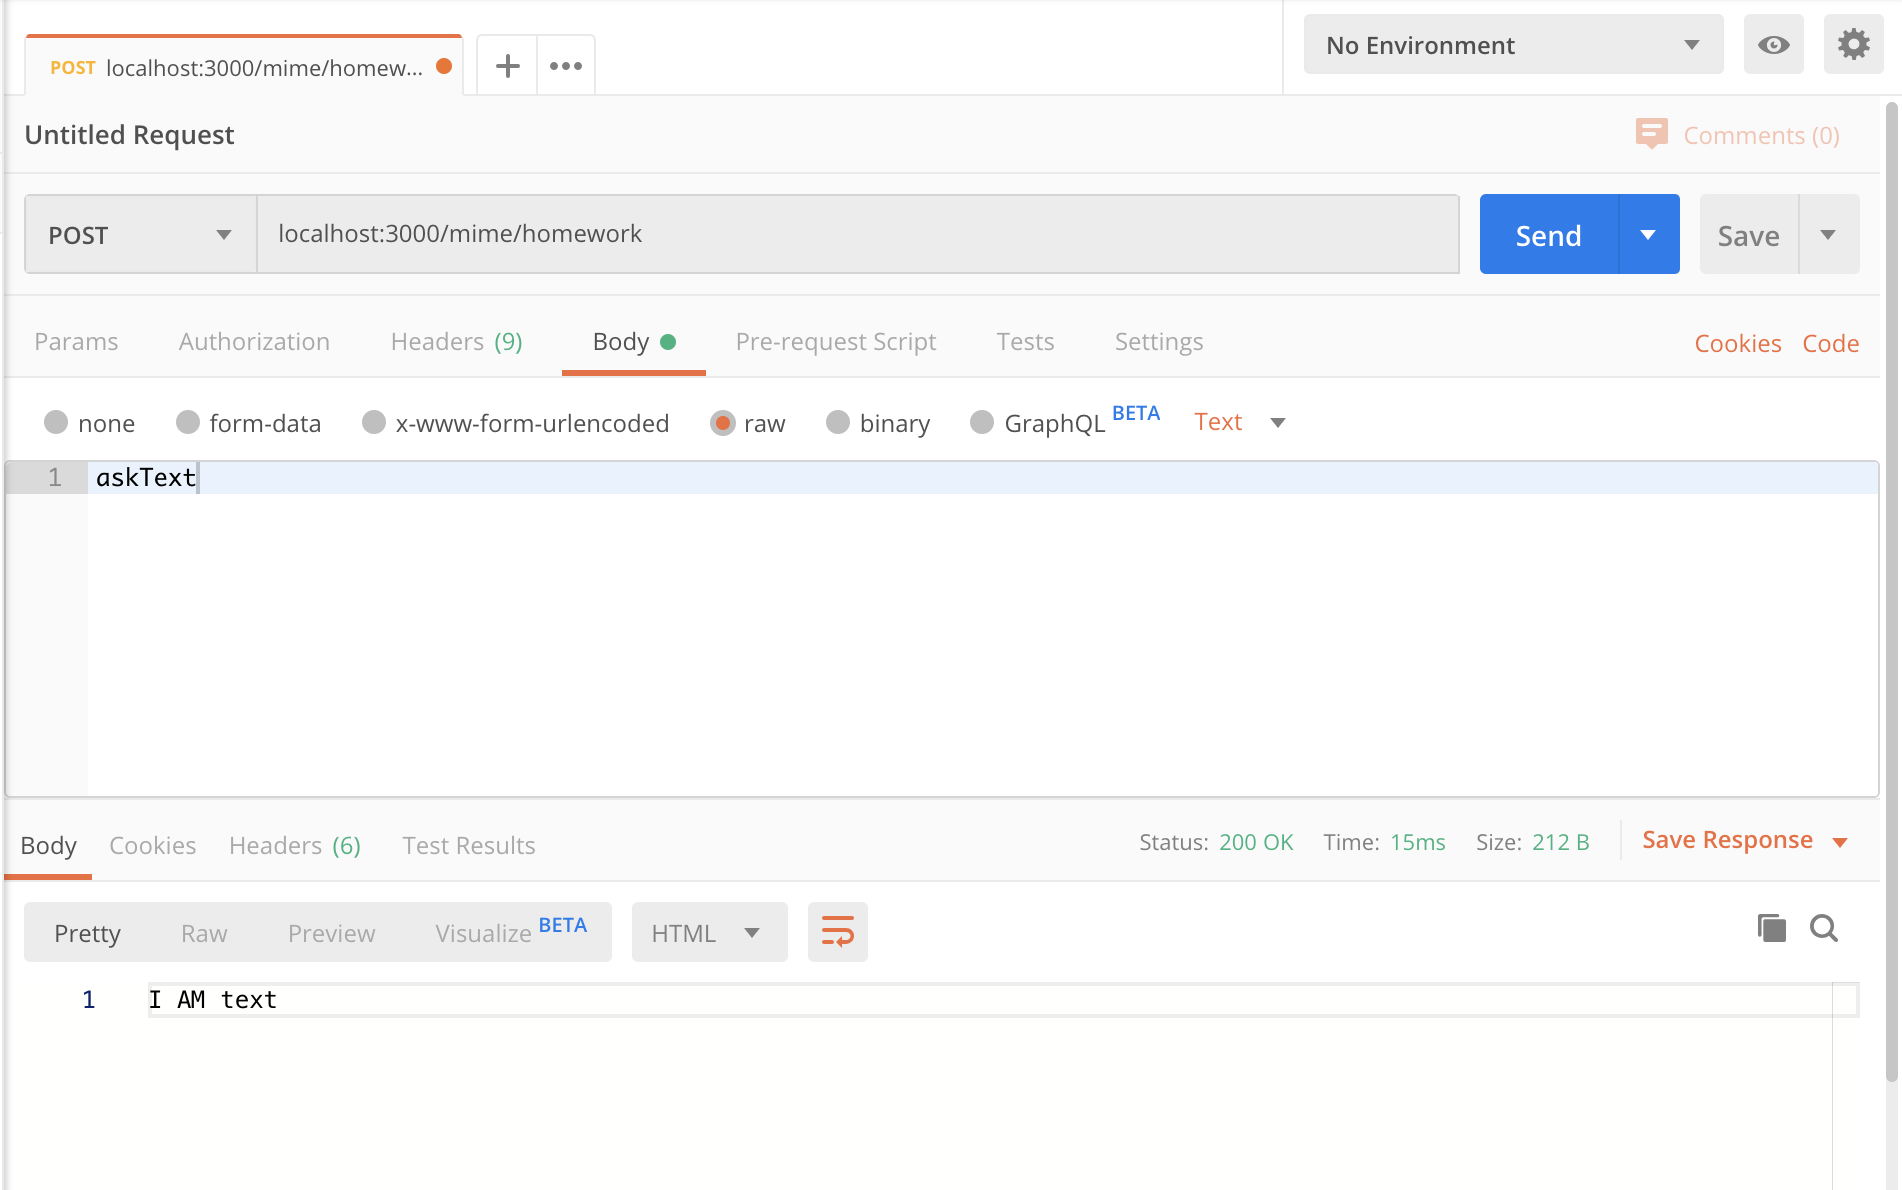 POST localhost:3000/mime/homew...
No Environment
Untitled Request
Comments (0)
POST localhost:3000/mime/homework Send Save
Params Authorization Headers (9) Body Pre-request Script Tests Settings Cookies Code
none form-data x-www-form-urlencoded raw binary GraphQL BETA Text
1 askText
Body Cookies Headers (6) Test Results Status: 200 OK Time: 15ms Size: 212 B Save Response
Pretty Raw Preview Visualize BETA HTML
1 I AM text